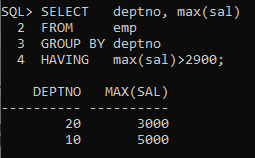 SQL> SELECT   deptno, max(sal)
  2  FROM     emp
  3  GROUP BY deptno
  4  HAVING   max(sal)>2900;
    DEPTNO   MAX(SAL)
---------- ----------
        20       3000
        10       5000